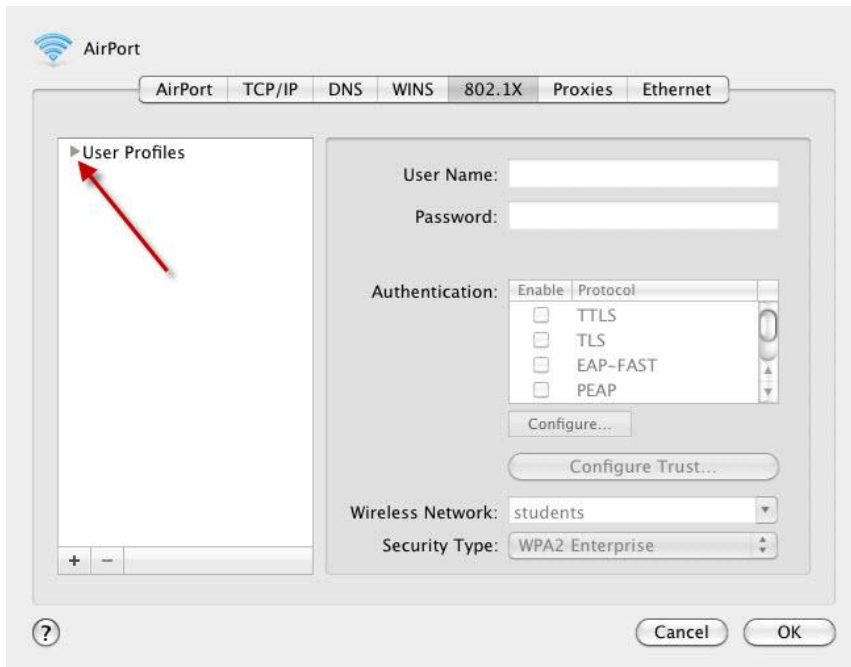 AirPort
AirPort TCP/IP DNS WINS 802.1X Proxies Ethernet
User Profiles
User Name:
Password:
Authentication:
Enable Protocol
TTLS
TLS
EAP-FAST
PEAP
Configure...
Configure Trust...
Wireless Network: students
Security Type: WPA2 Enterprise
+ −
? Cancel OK